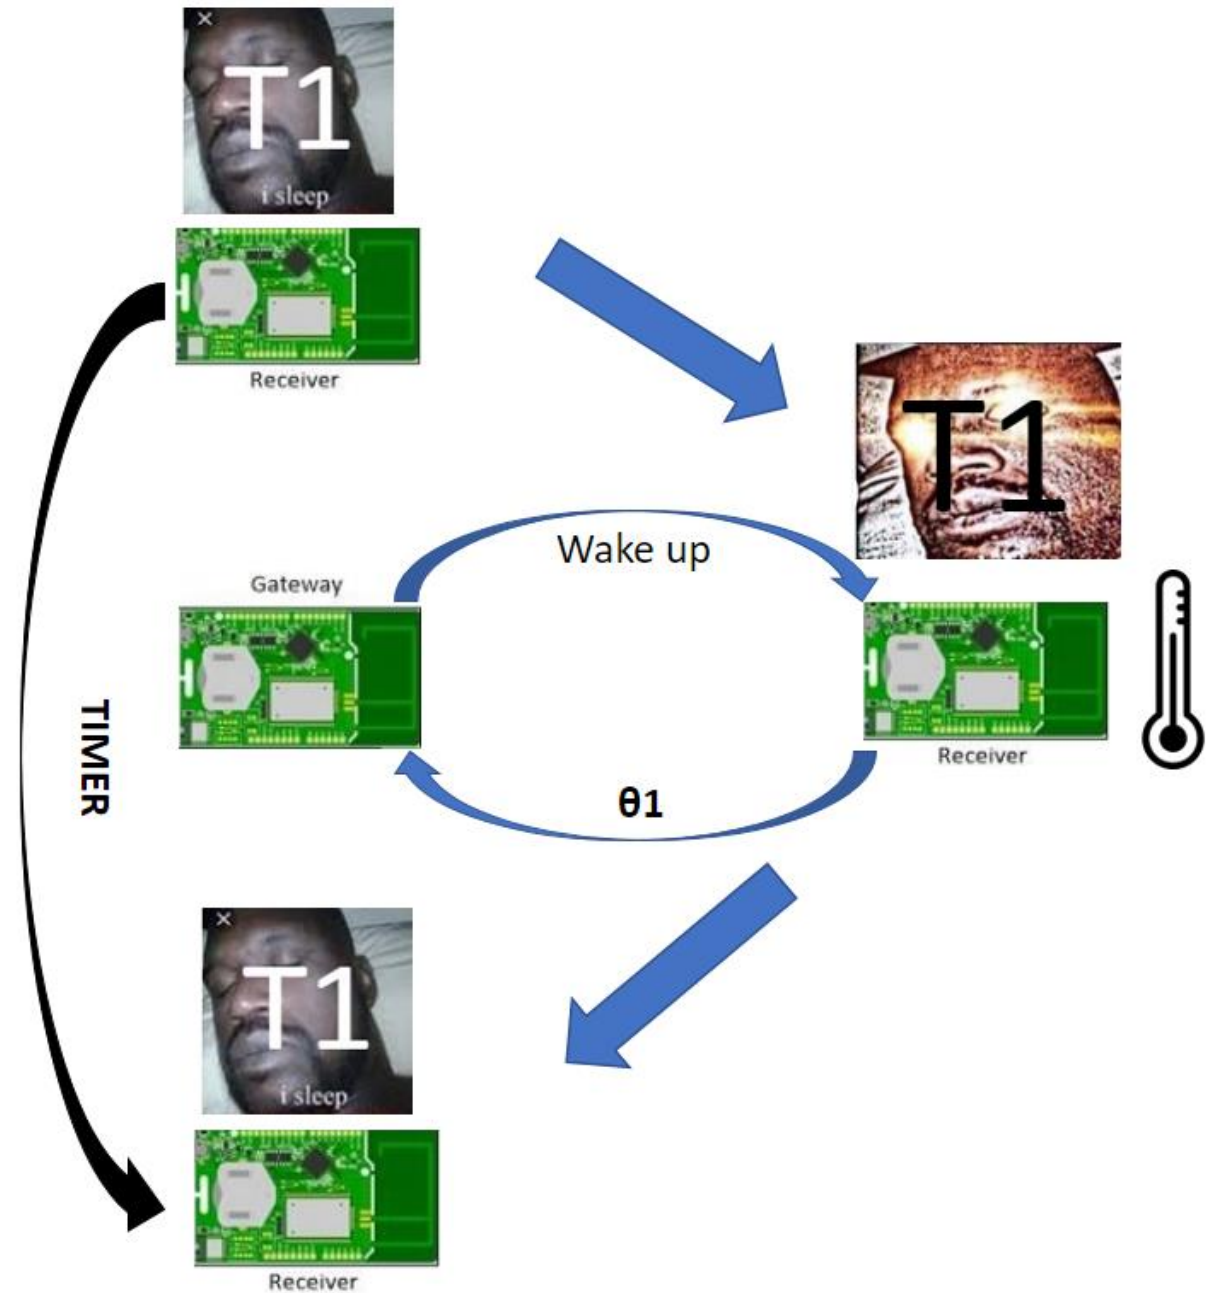 T1
i sleep
Receiver
T1
Wake up
Gateway
TIMER
Receiver
θ1
T1
i sleep
Receiver